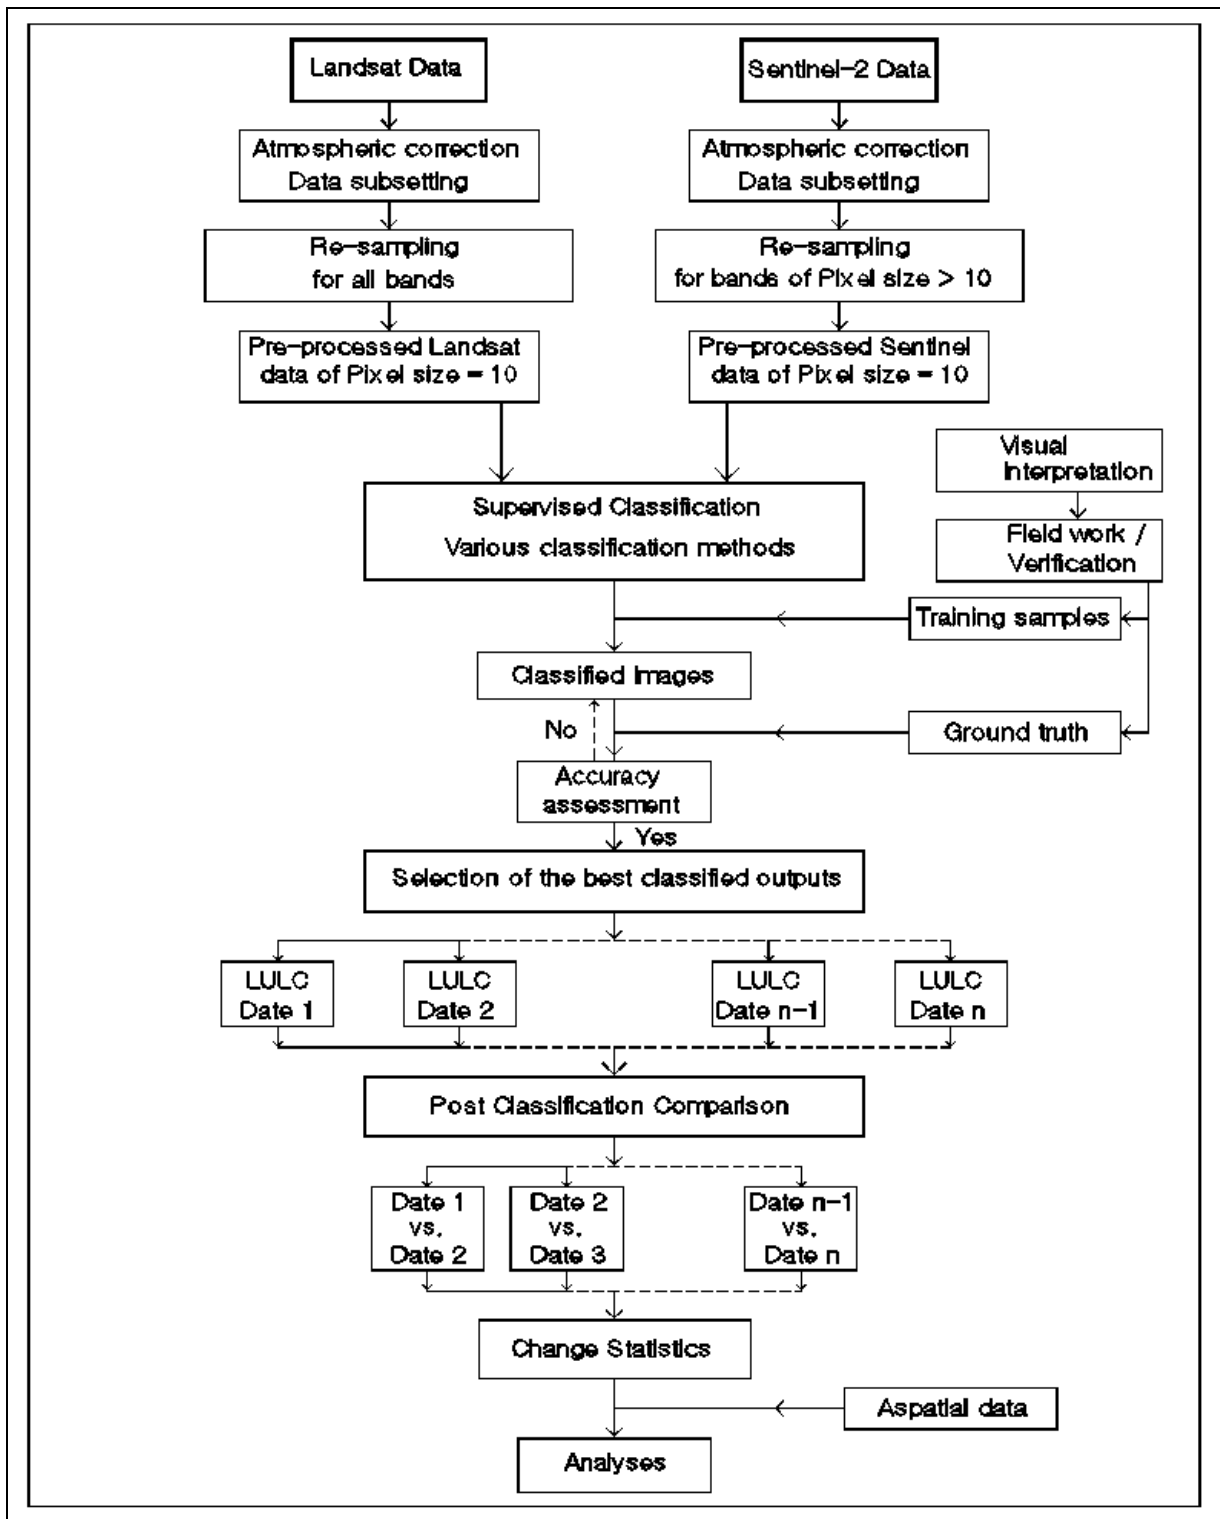 Landsat Data
Sentinel-2 Data
Atmospheric correction
Data subsetting
Atmospheric correction
Data subsetting
Re-sampling
for all bands
Re-sampling
for bands of Pixel size > 10
Pre-processed Landsat
data of Pixel size = 10
Pre-processed Sentinel
data of Pixel size = 10
Visual
Interpretation
Supervised Classification
Various classification methods
Field work /
Verification
Training samples
Classified Images
No
Ground truth
Accuracy
assessment
Yes
Selection of the best classified outputs
LULC
Date 1
LULC
Date 2
LULC
Date n-1
LULC
Date n
Post Classification Comparison
Date 1
vs.
Date 2
Date 2
vs.
Date 3
Date n-1
vs.
Date n
Change Statistics
Aspatial data
Analyses